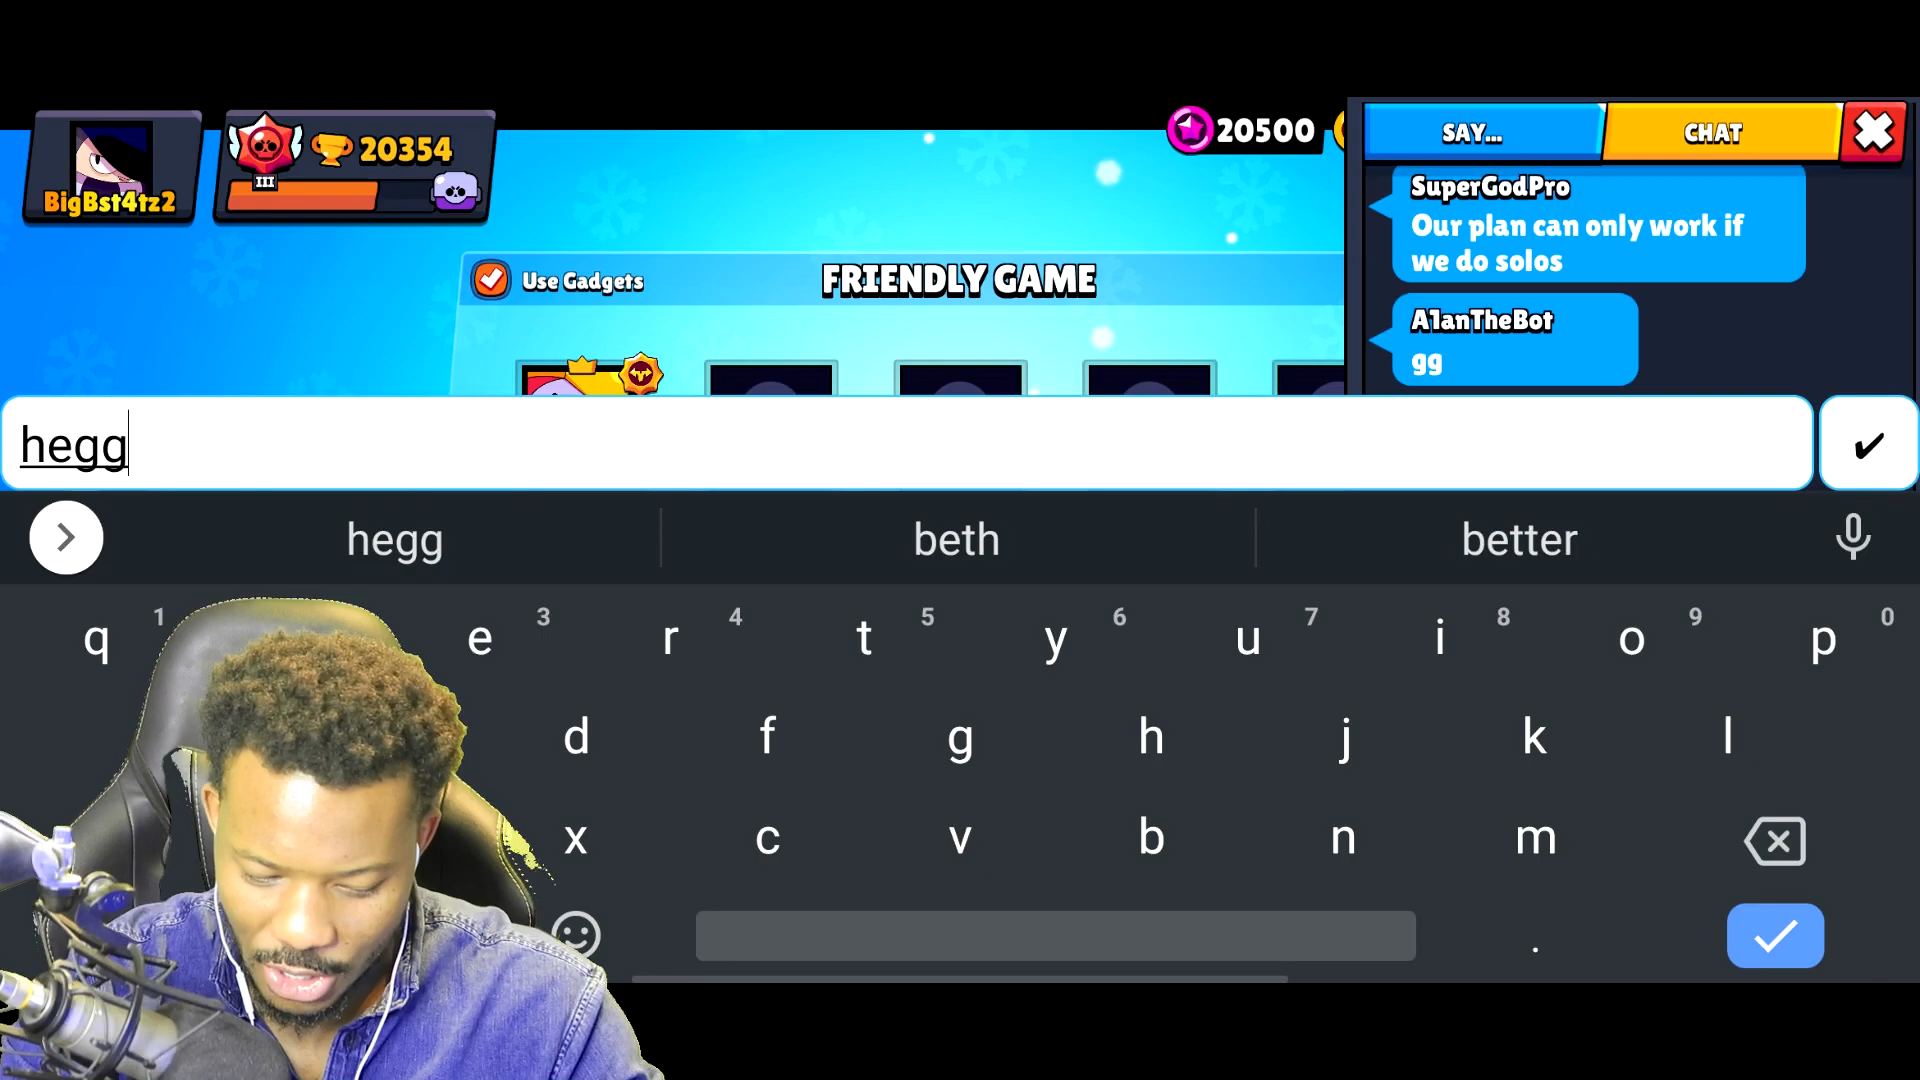 BigBst4tz2
III
20354
20500
SAY...
CHAT
SuperGodPro
Our plan can only work if
we do solos
A1anTheBot
gg
Use Gadgets
FRIENDLY GAME
hegg
hegg
beth
better
q 1 e 3 r 4 t 5 y 6 u 7 i 8 o 9 p 0
d f g h j k l
x c v b n m
.